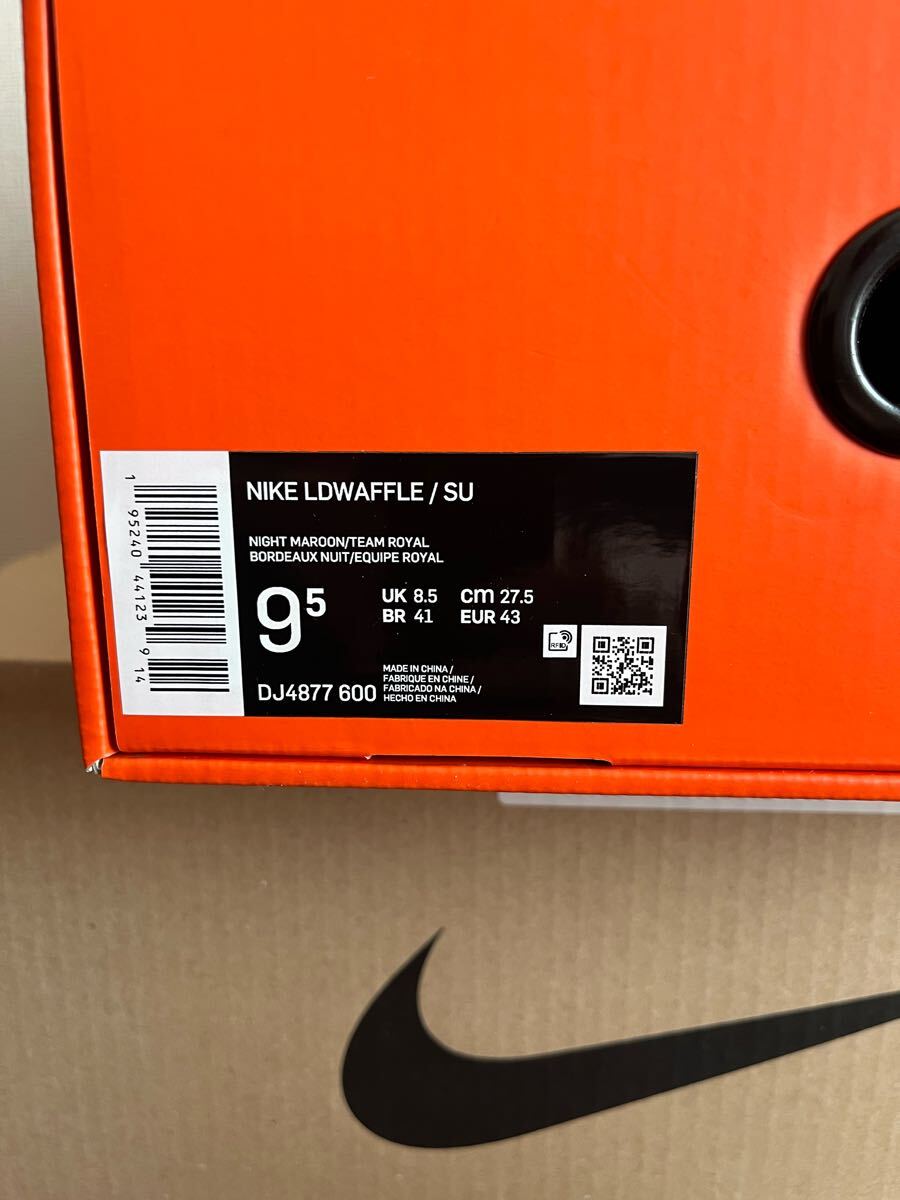 NIKE LDWAFFLE / SU
NIGHT MAROON/TEAM ROYAL
BORDEAUX NUIT/EQUIPE ROYAL
9⁵
UK 8.5 cm 27.5
BR 41 EUR 43
RFID
DJ4877 600
MADE IN CHINA /
FABRIQUE EN CHINE /
FABRICADO NA CHINA /
HECHO EN CHINA
1 95240 44123 9 14